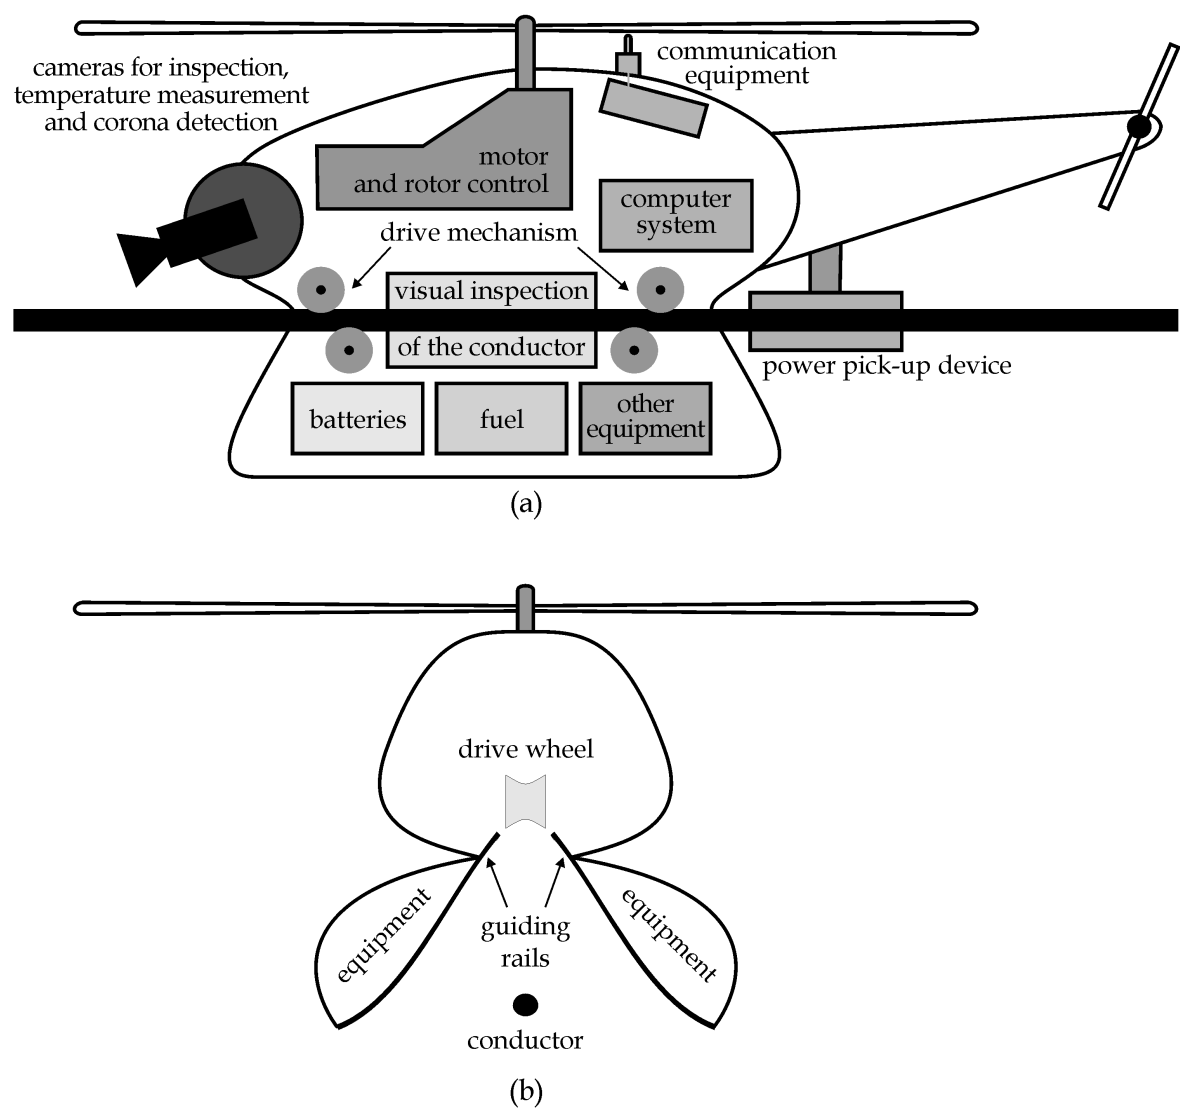 cameras for inspection,
temperature measurement
and corona detection
communication
equipment
motor
and rotor control
computer
system
drive mechanism
visual inspection
of the conductor
power pick-up device
batteries
fuel
other
equipment
(a)
drive wheel
equipment
equipment
guiding
rails
conductor
(b)